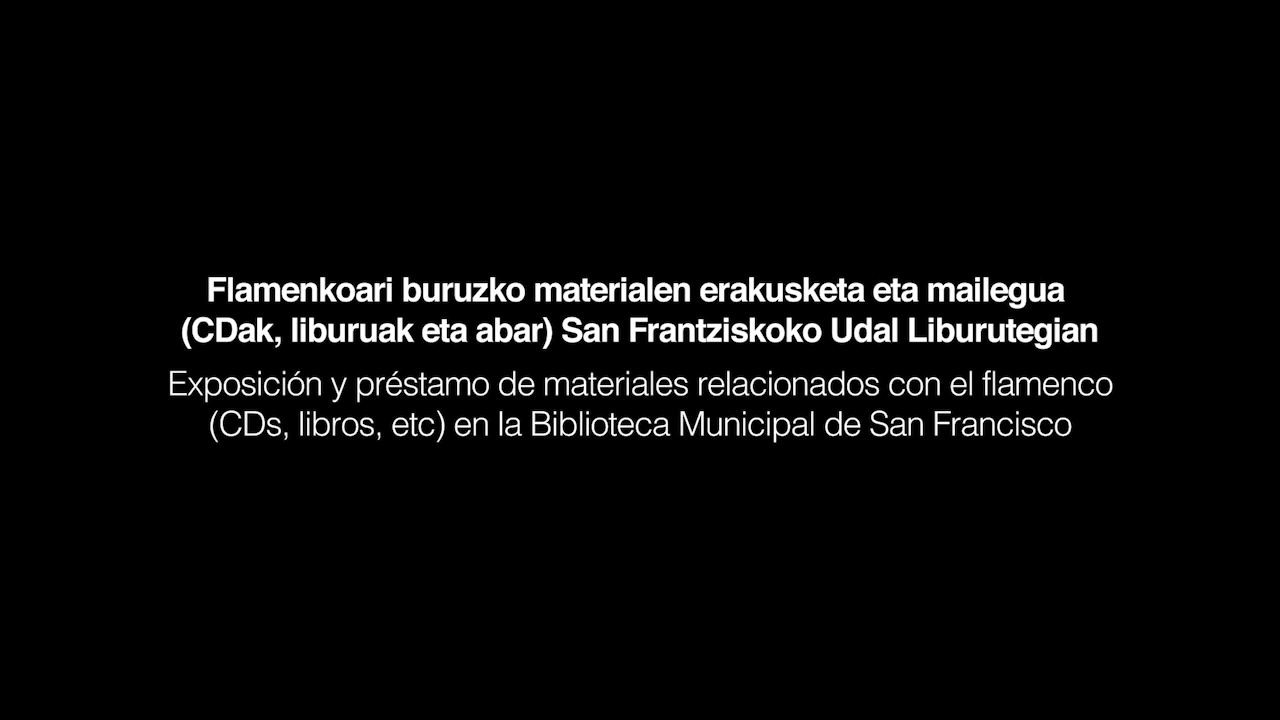 Flamenkoari buruzko materialen erakusketa eta mailegua
(CDak, liburuak eta abar) San Frantziskoko Udal Liburutegian
Exposición y préstamo de materiales relacionados con el flamenco
(CDs, libros, etc) en la Biblioteca Municipal de San Francisco